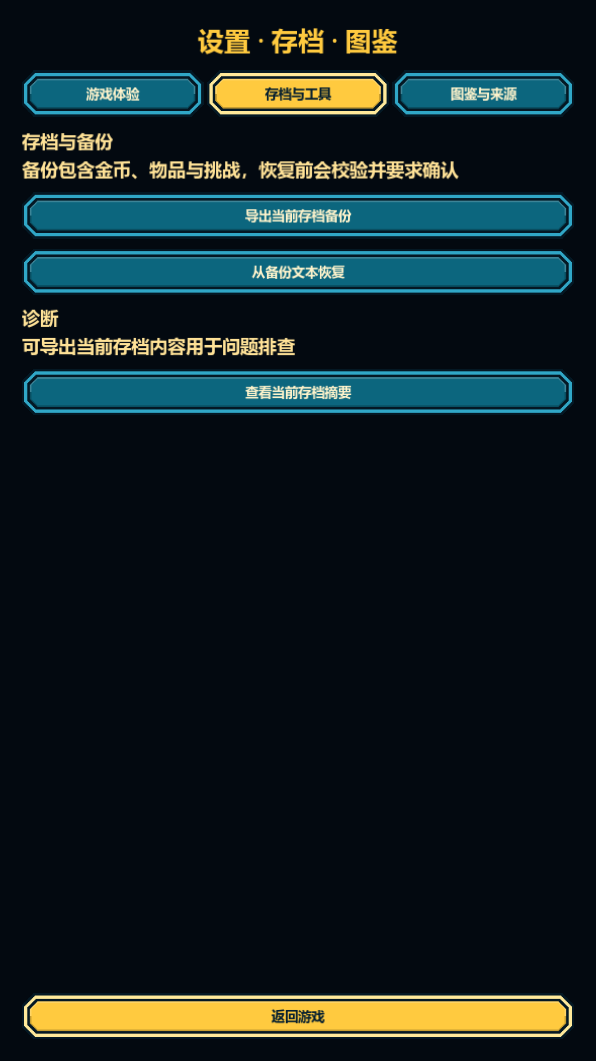 设置 · 存档 · 图鉴
游戏体验
存档与工具
图鉴与来源
存档与备份
备份包含金币、物品与挑战，恢复前会校验并要求确认
导出当前存档备份
从备份文本恢复
诊断
可导出当前存档内容用于问题排查
查看当前存档摘要
返回游戏